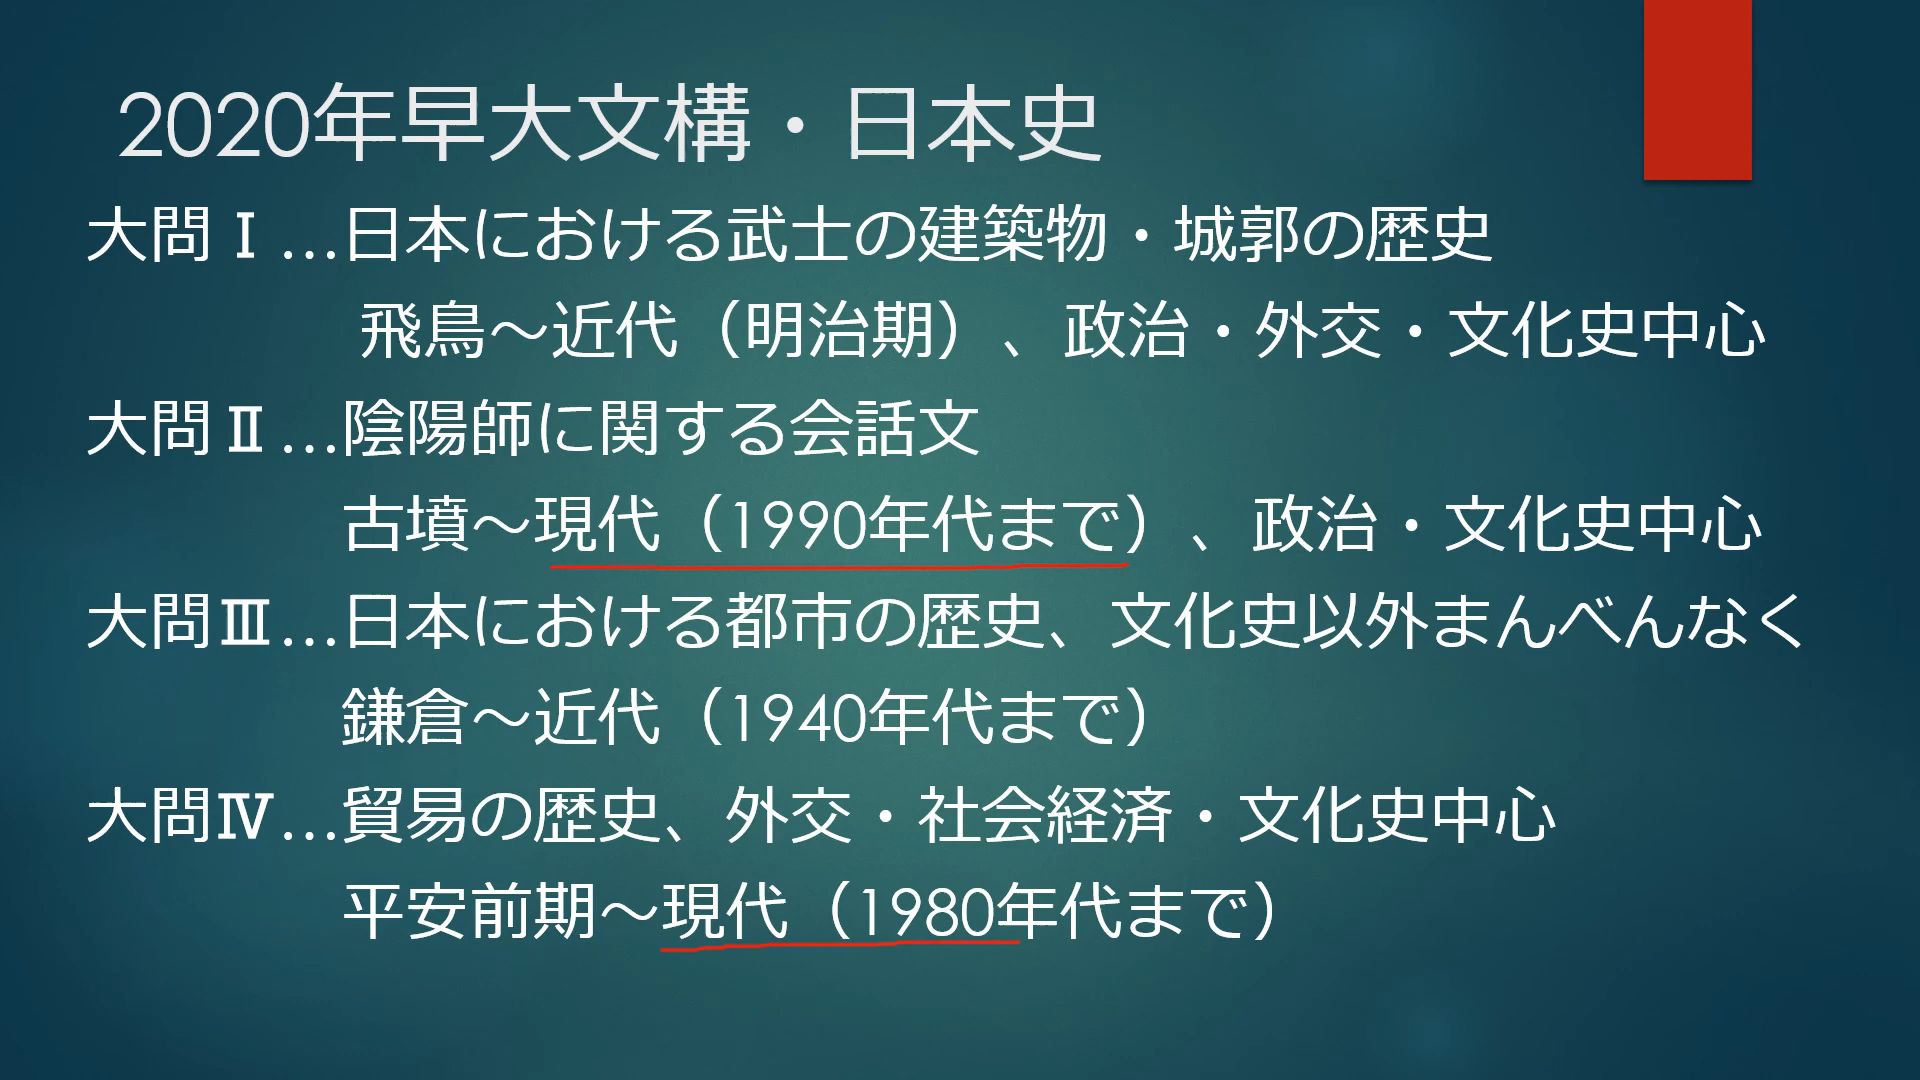 2020年早大文構・日本史
大問Ⅰ…日本における武士の建築物・城郭の歴史
飛鳥～近代（明治期）、政治・外交・文化史中心
大問Ⅱ…陰陽師に関する会話文
古墳～現代（1990年代まで）、政治・文化史中心
大問Ⅲ…日本における都市の歴史、文化史以外まんべんなく
鎌倉～近代（1940年代まで）
大問Ⅳ…貿易の歴史、外交・社会経済・文化史中心
平安前期～現代（1980年代まで）